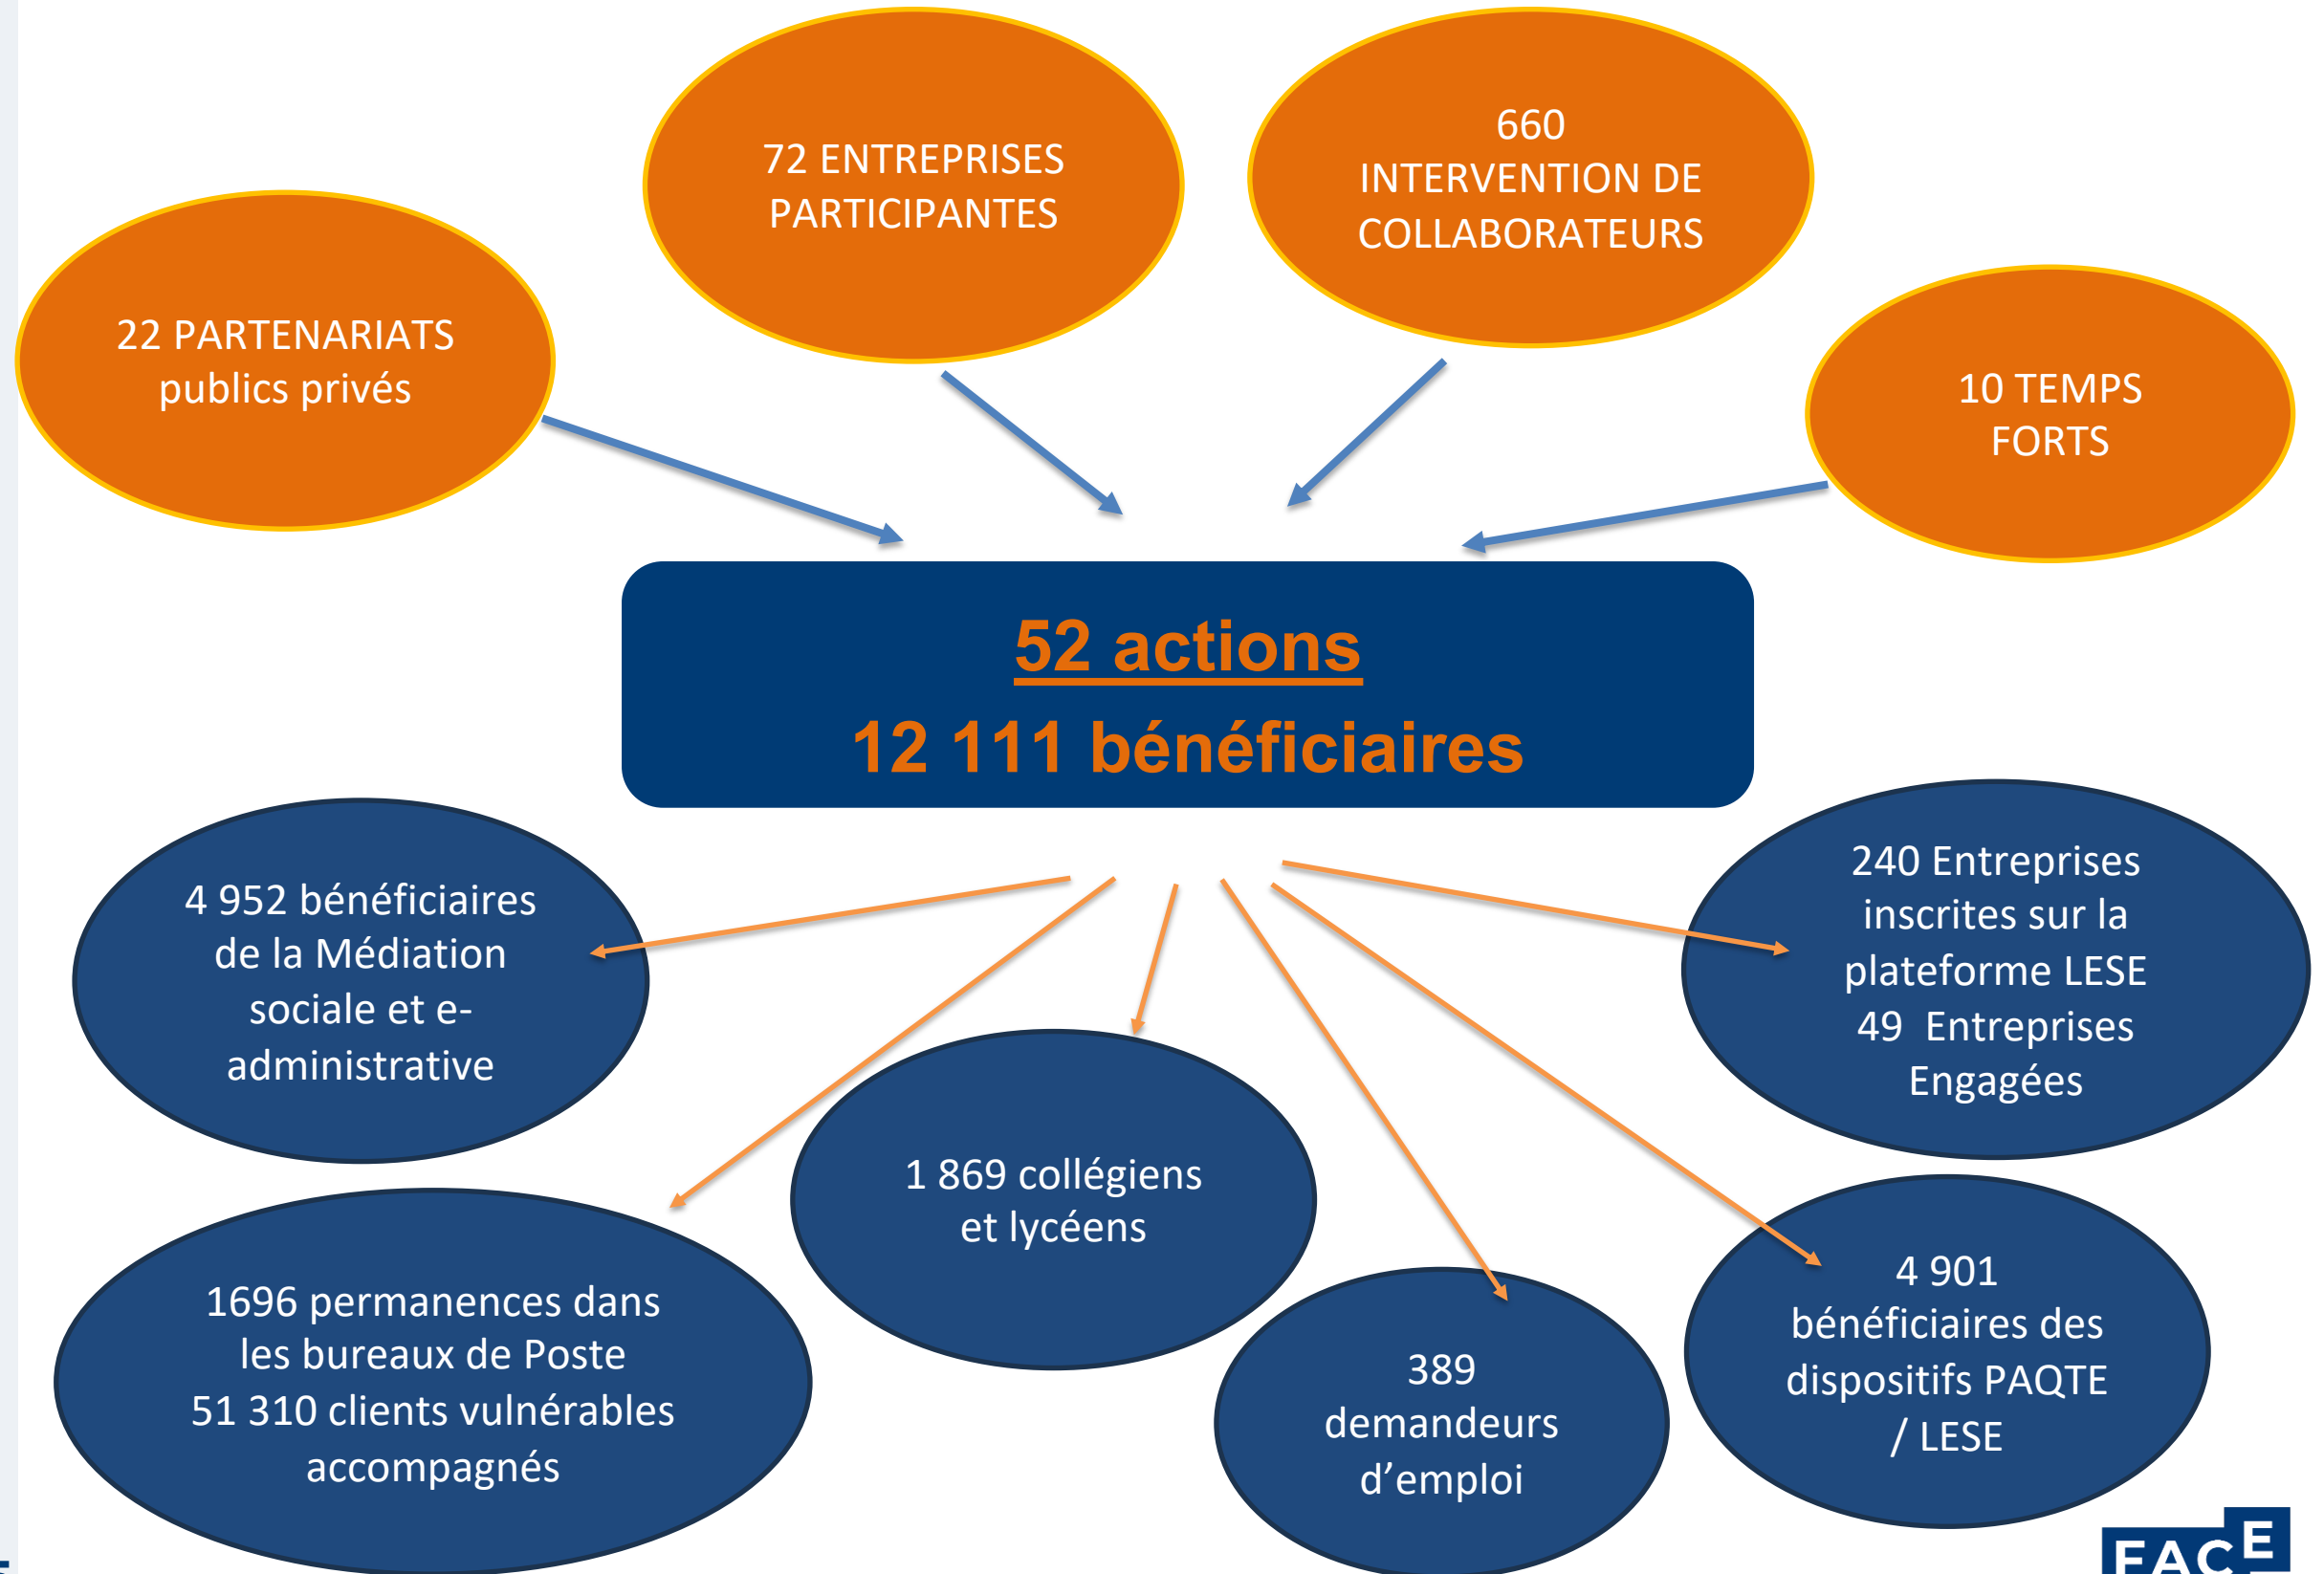 22 PARTENARIATS
publics privés
72 ENTREPRISES
PARTICIPANTES
660
INTERVENTION DE
COLLABORATEURS
10 TEMPS
FORTS
52 actions
12 111 bénéficiaires
4 952 bénéficiaires
de la Médiation
sociale et e-
administrative
1696 permanences dans
les bureaux de Poste
51 310 clients vulnérables
accompagnés
1 869 collégiens
et lycéens
389
demandeurs
d’emploi
4 901
bénéficiaires des
dispositifs PAQTE
/ LESE
240 Entreprises
inscrites sur la
plateforme LESE
49  Entreprises
Engagées
FACE